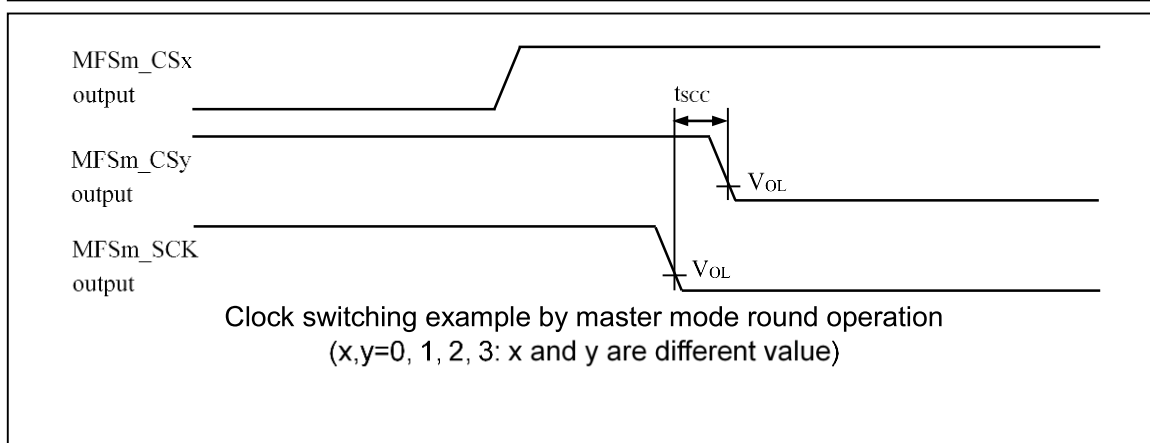 MFSm_CSx
output
tSCC
MFSm_CSy
output
VOL
MFSm_SCK
output
VOL
Clock switching example by master mode round operation
(x,y=0, 1, 2, 3: x and y are different value)